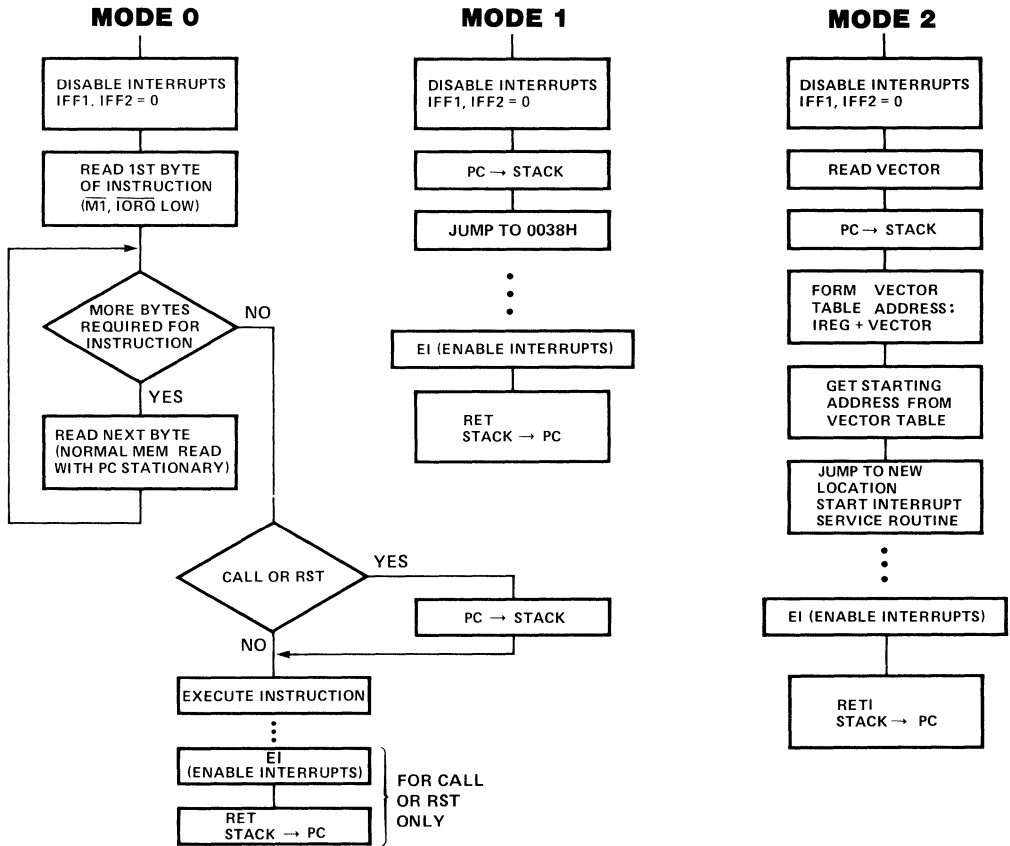 MODE 0
DISABLE INTERRUPTS
IFF1, IFF2 = 0
READ 1ST BYTE
OF INSTRUCTION
(M1, IORQ LOW)
MORE BYTES
REQUIRED FOR
INSTRUCTION
NO
YES
READ NEXT BYTE
(NORMAL MEM READ
WITH PC STATIONARY)
CALL OR RST
YES
PC → STACK
NO
EXECUTE INSTRUCTION
EI
(ENABLE INTERRUPTS)
RET
STACK → PC
FOR CALL
OR RST
ONLY
MODE 1
DISABLE INTERRUPTS
IFF1, IFF2 = 0
PC → STACK
JUMP TO 0038H
EI (ENABLE INTERRUPTS)
RET
STACK → PC
MODE 2
DISABLE INTERRUPTS
IFF1, IFF2 = 0
READ VECTOR
PC → STACK
FORM VECTOR
TABLE ADDRESS:
IREG + VECTOR
GET STARTING
ADDRESS FROM
VECTOR TABLE
JUMP TO NEW
LOCATION
START INTERRUPT
SERVICE ROUTINE
EI (ENABLE INTERRUPTS)
RETI
STACK → PC